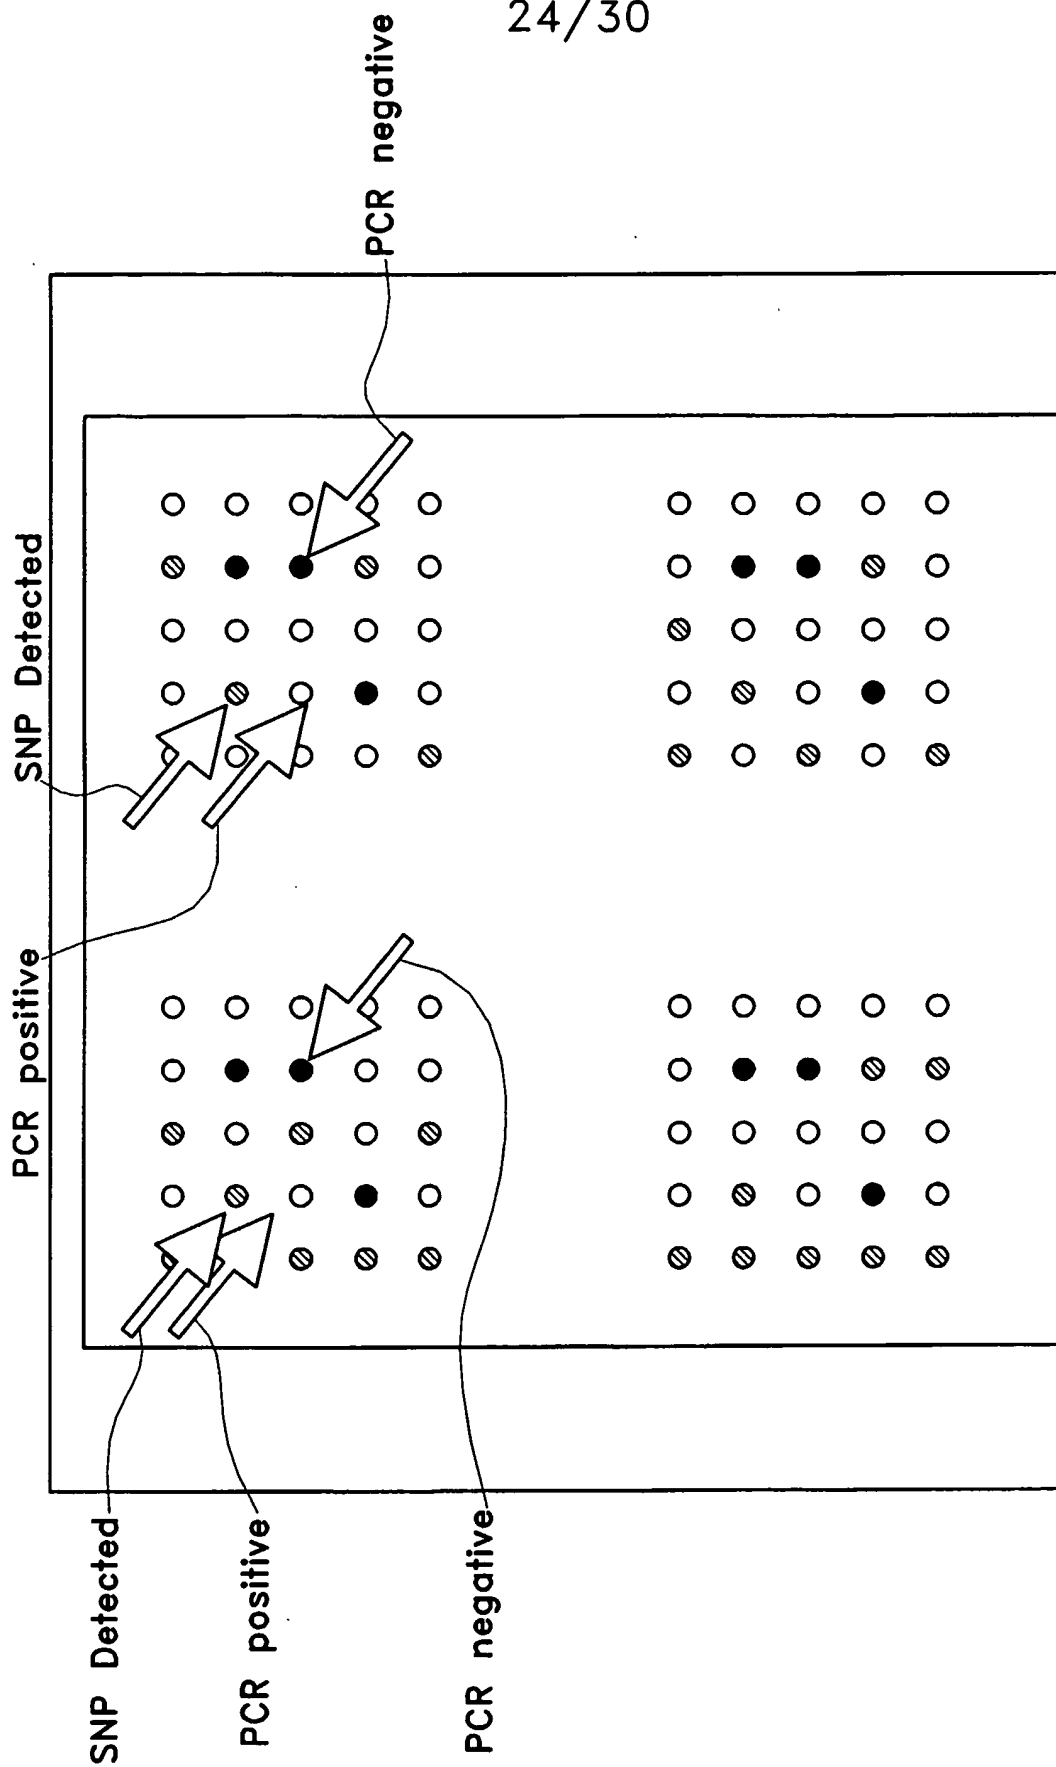 24/30
PCR negative
SNP Detected
PCR positive
SNP Detected
PCR positive
PCR negative